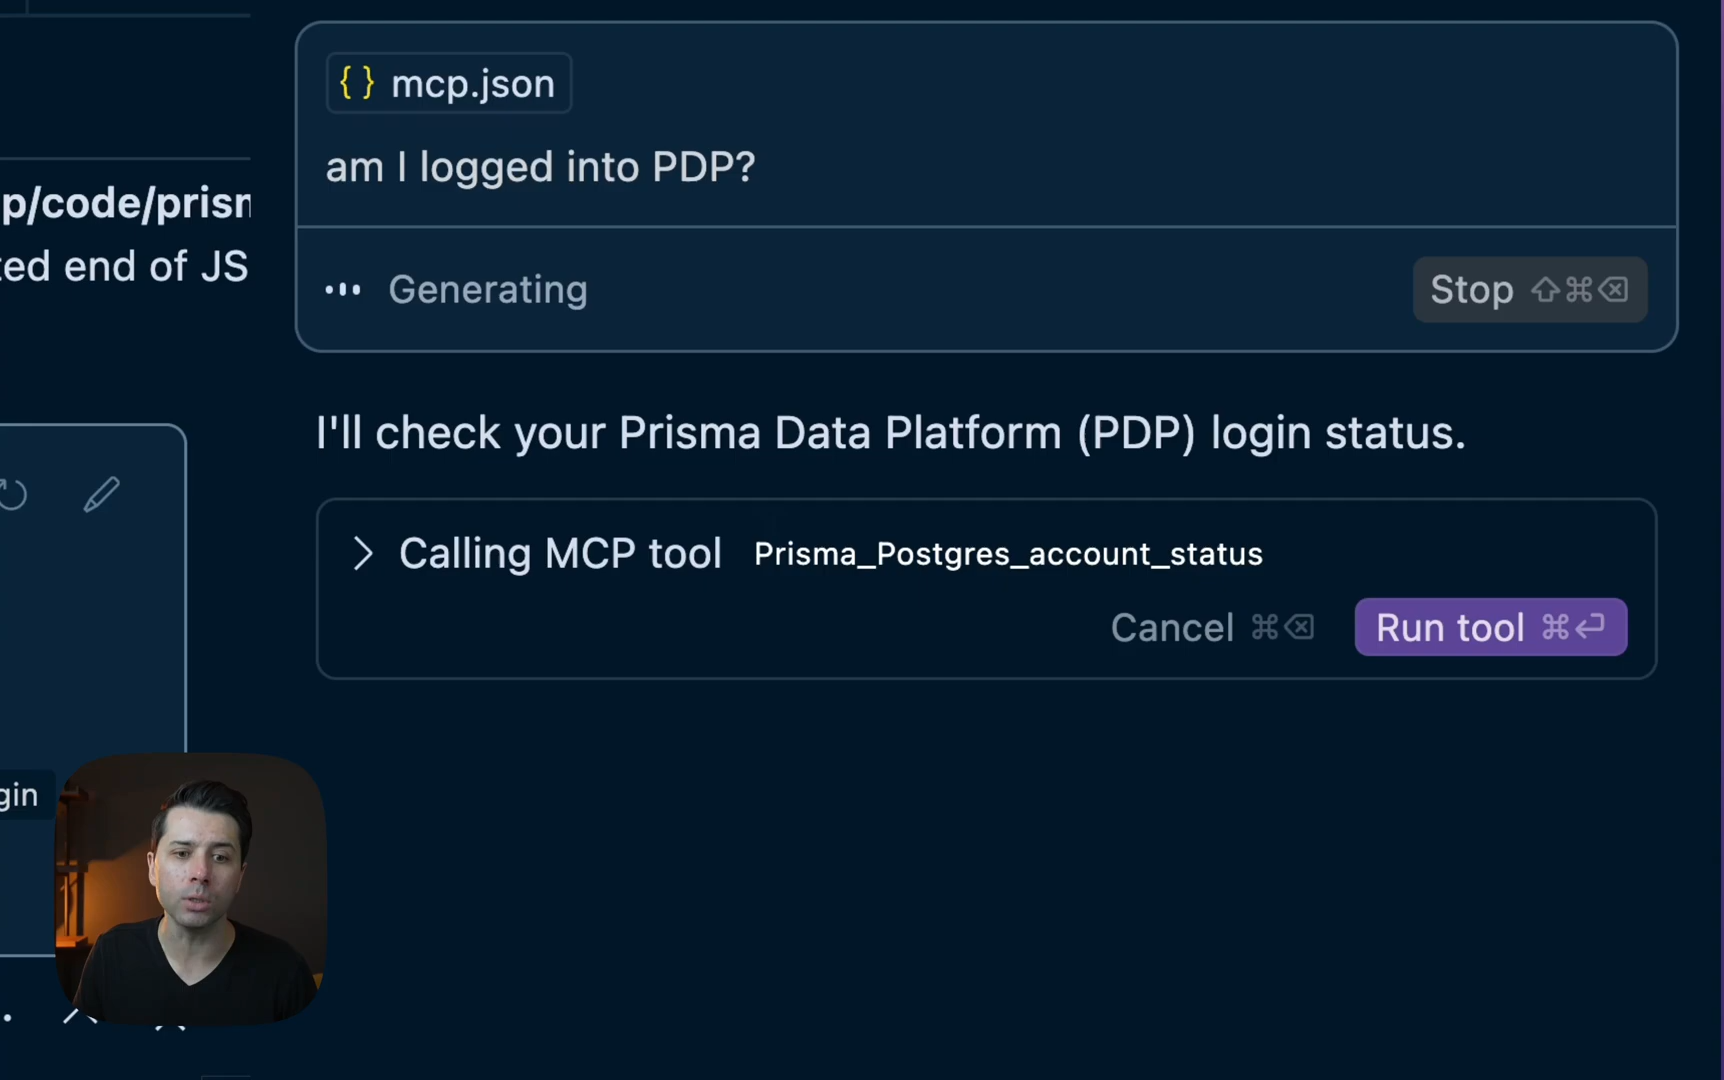 mcp.json
am I logged into PDP?
p/code/prisn
ted end of JS
Generating
Stop ⇧⌘⌫
I'll check your Prisma Data Platform (PDP) login status.
Calling MCP tool Prisma_Postgres_account_status
Cancel ⌘⌫
Run tool ⌘↵
gin